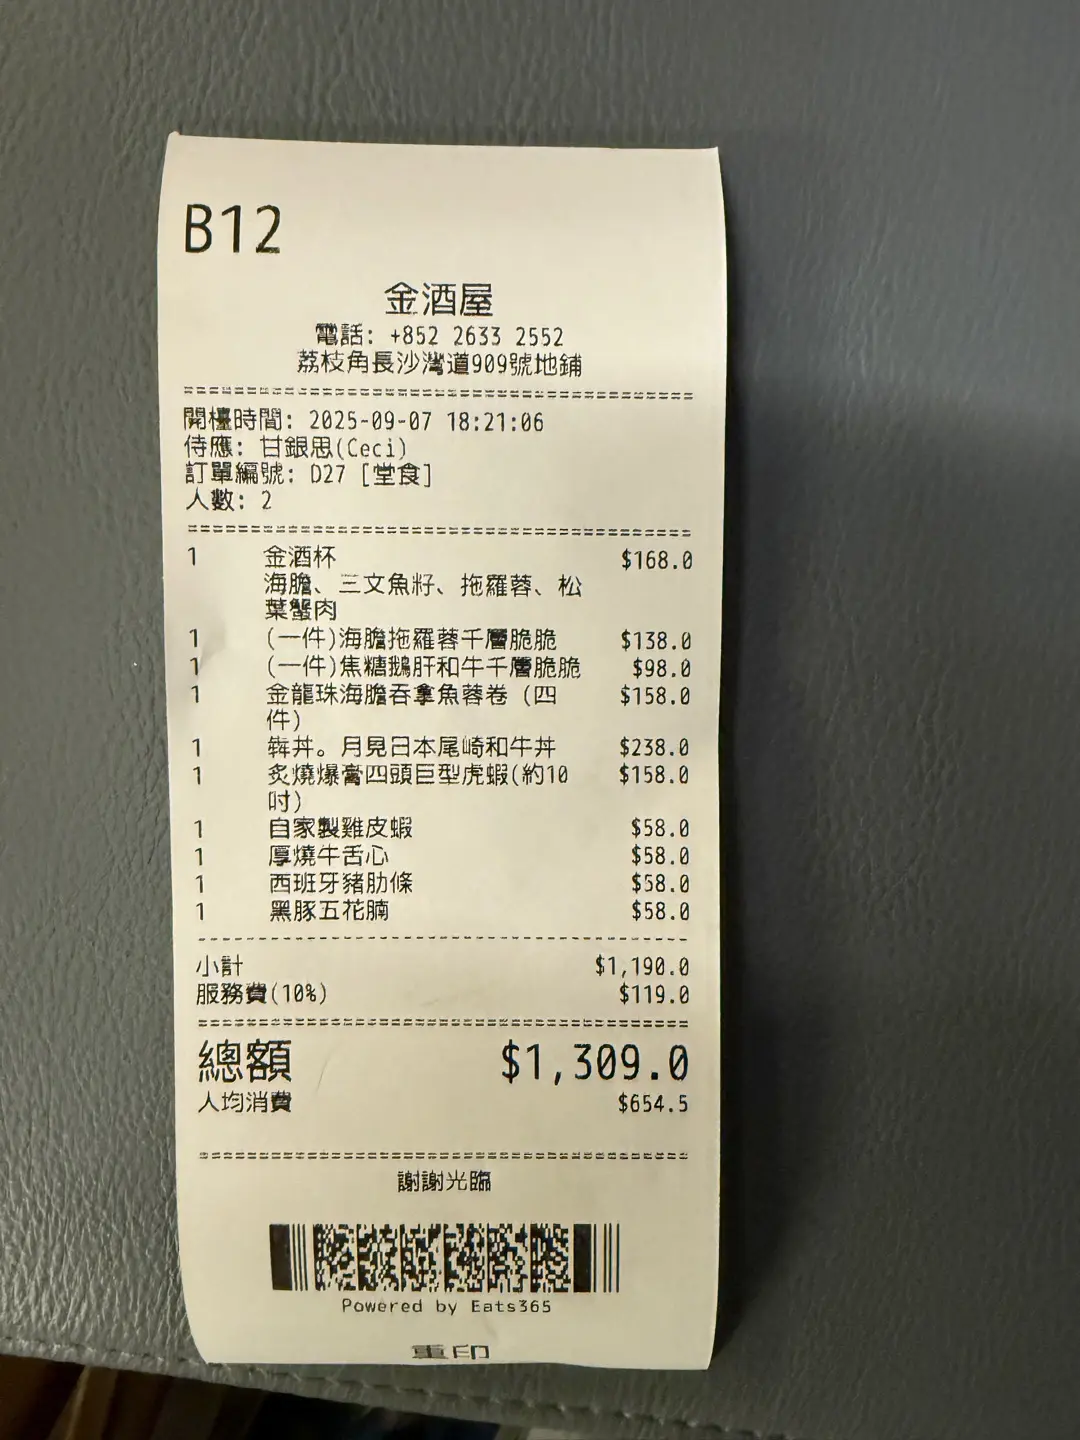 B12
金酒屋
電話: +852 2633 2552
荔枝角長沙灣道909號地鋪
開檯時間: 2025-09-07 18:21:06
侍應: 甘銀思(Ceci)
訂單編號: D27 [堂食]
人數: 2
1 金酒杯 $168.0
海膽、三文魚籽、拖羅蓉、松
葉蟹肉
1 (一件)海膽拖羅蓉千層脆脆 $138.0
1 (一件)焦糖鵝肝和牛千層脆脆 $98.0
1 金龍珠海膽吞拿魚蓉卷 (四 $158.0
件)
1 犇丼。月見日本尾崎和牛丼 $238.0
1 炙燒爆膏四頭巨型虎蝦(約10 $158.0
吋)
1 自家製雞皮蝦 $58.0
1 厚燒牛舌心 $58.0
1 西班牙豬肋條 $58.0
1 黑豚五花腩 $58.0
小計 $1,190.0
服務費(10%) $119.0
總額 $1,309.0
人均消費 $654.5
謝謝光臨
Powered by Eats365
重印